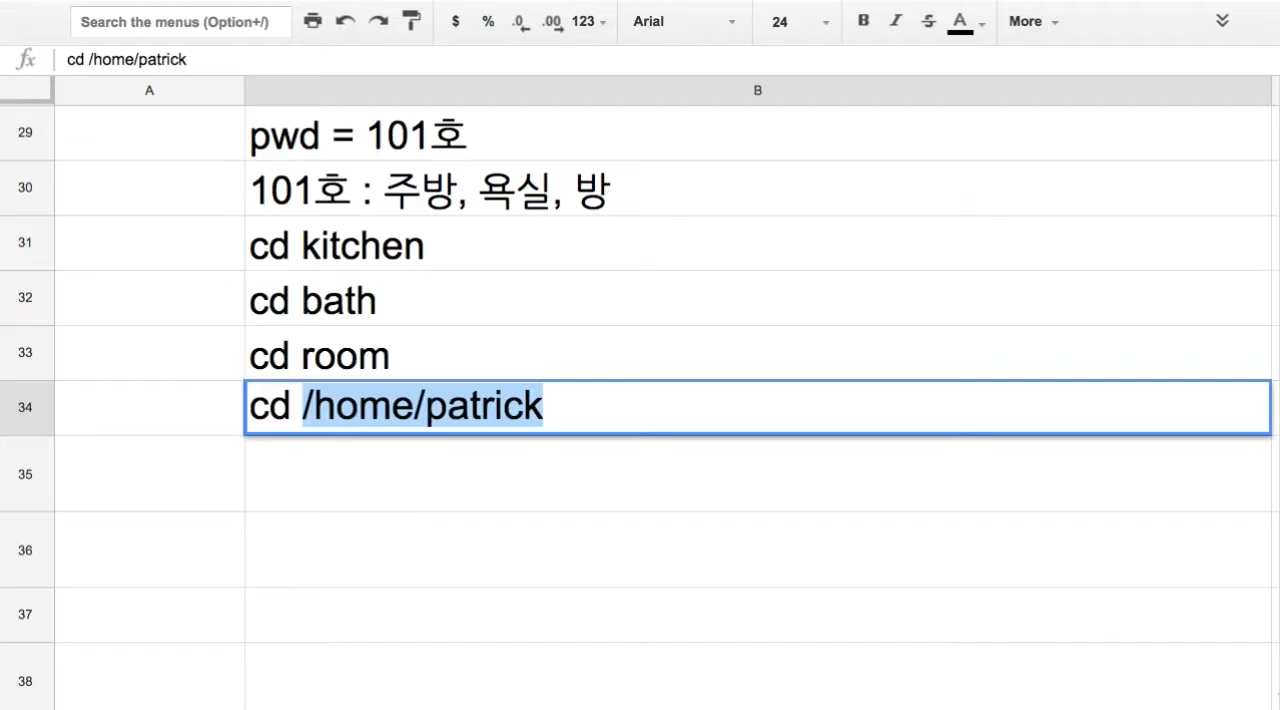 Search the menus (Option+/) $ % .0 .00 123 Arial 24 B I S A More
fx cd /home/patrick
A B
29 pwd = 101호
30 101호 : 주방, 욕실, 방
31 cd kitchen
32 cd bath
33 cd room
34 cd /home/patrick
35
36
37
38